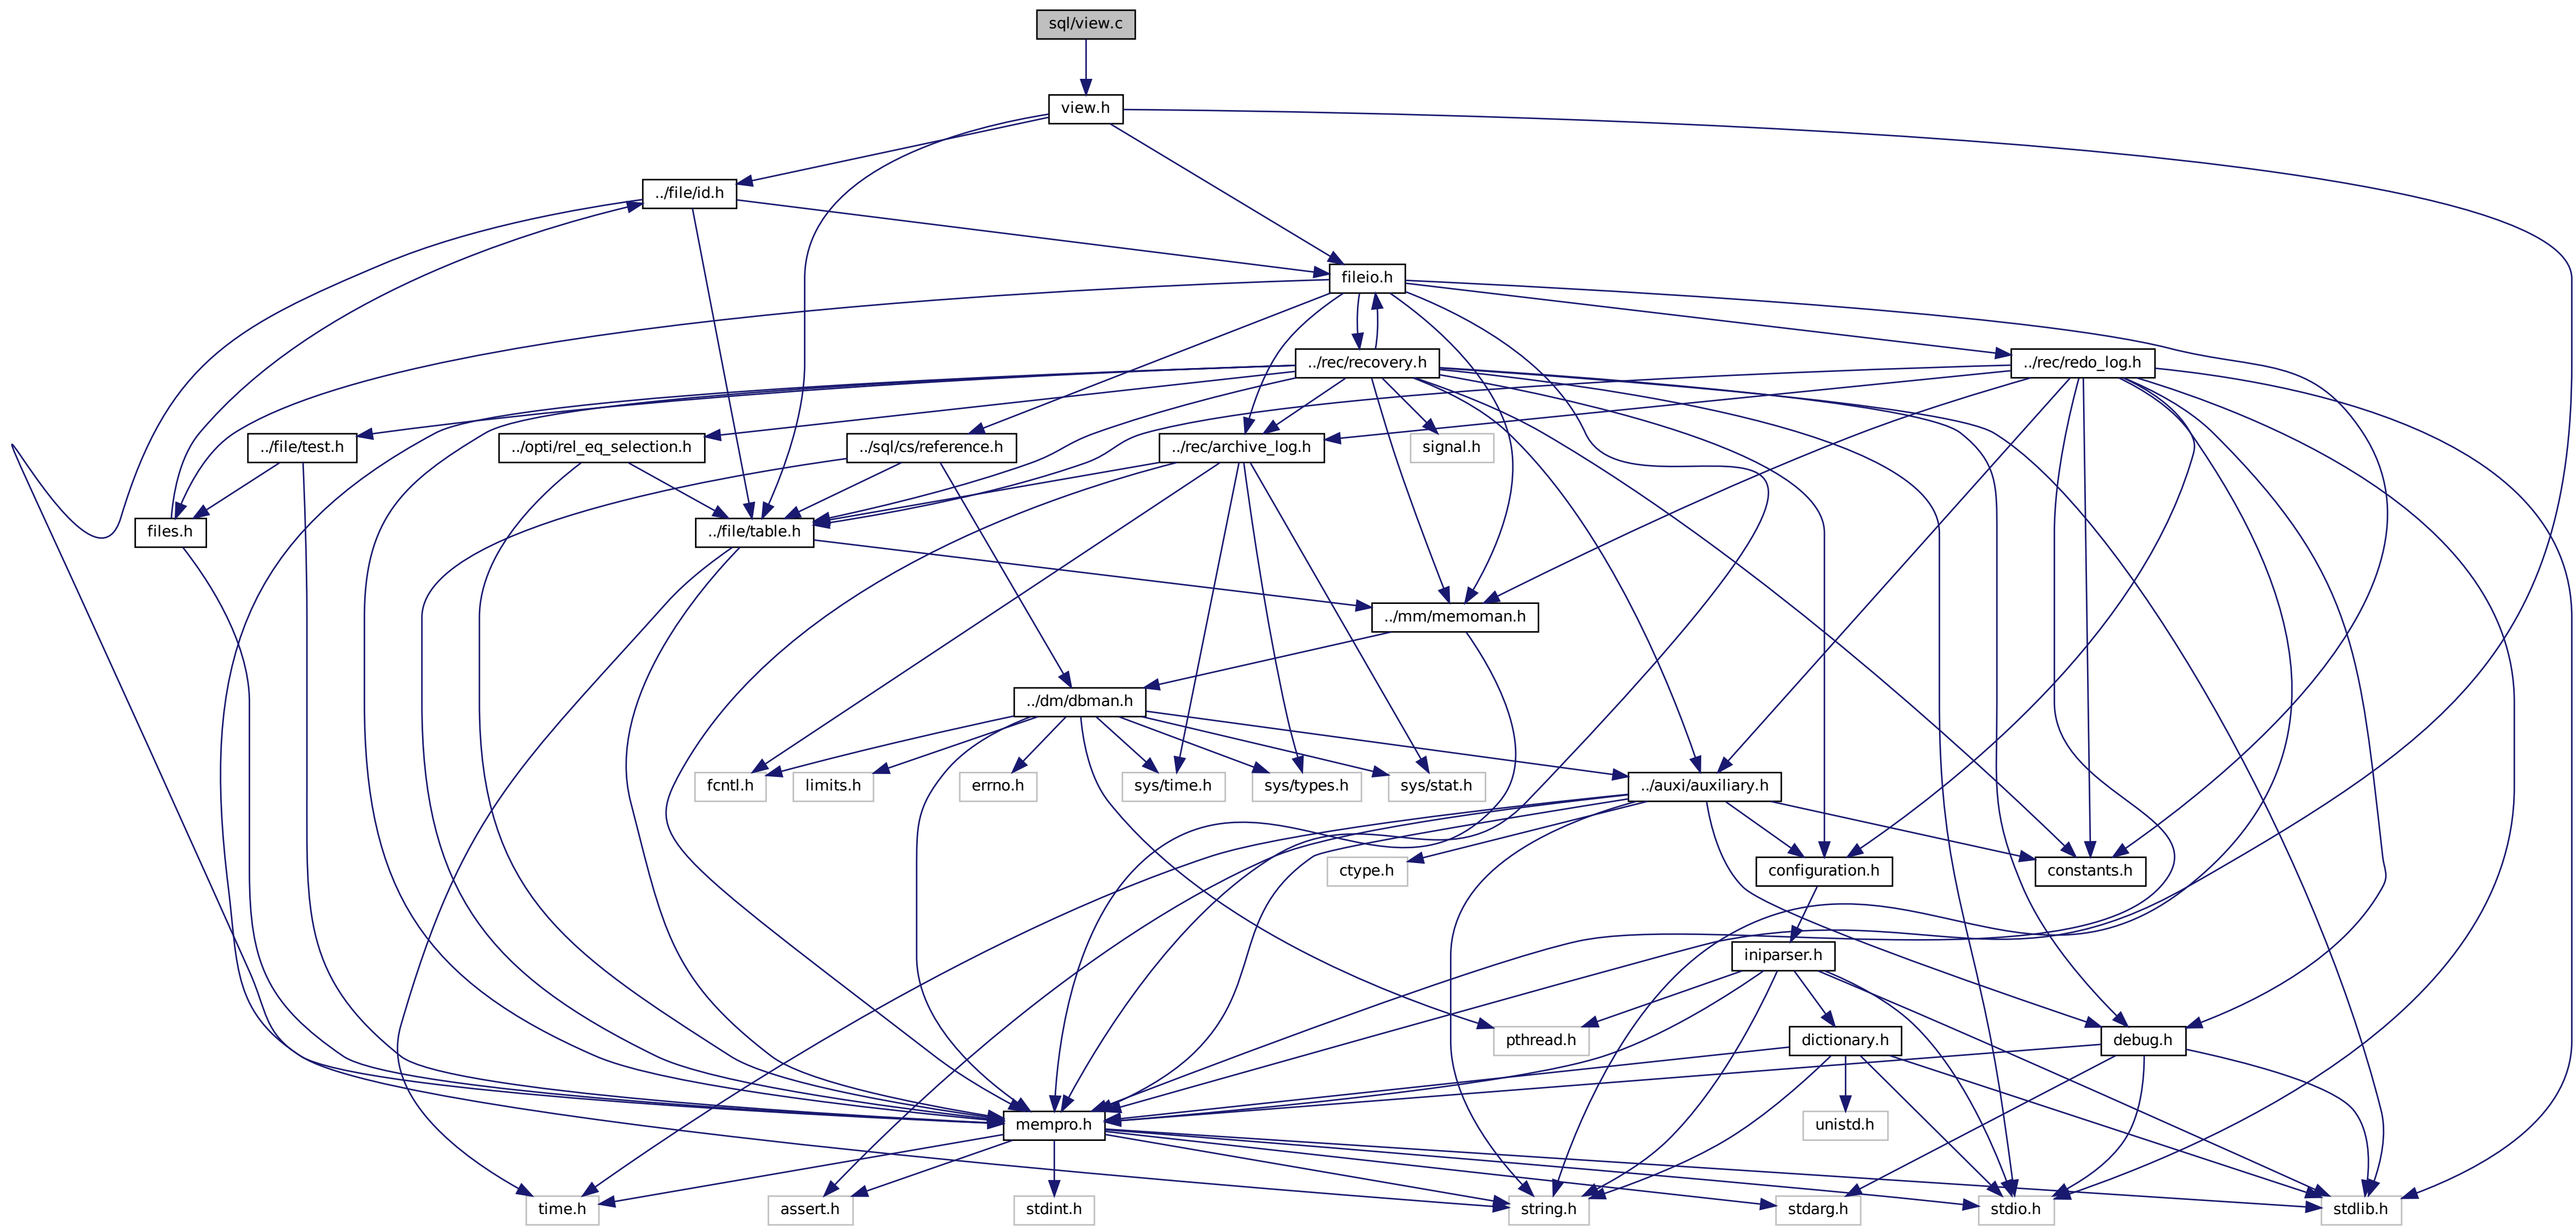 sql/view.c
view.h
../file/id.h
fileio.h
../rec/recovery.h
../rec/redo_log.h
../file/test.h
../opti/rel_eq_selection.h
../sql/cs/reference.h
../rec/archive_log.h
signal.h
files.h
../file/table.h
../mm/memoman.h
../dm/dbman.h
fcntl.h
limits.h
errno.h
sys/time.h
sys/types.h
sys/stat.h
../auxi/auxiliary.h
ctype.h
configuration.h
constants.h
iniparser.h
pthread.h
dictionary.h
debug.h
mempro.h
unistd.h
time.h
assert.h
stdint.h
string.h
stdarg.h
stdio.h
stdlib.h